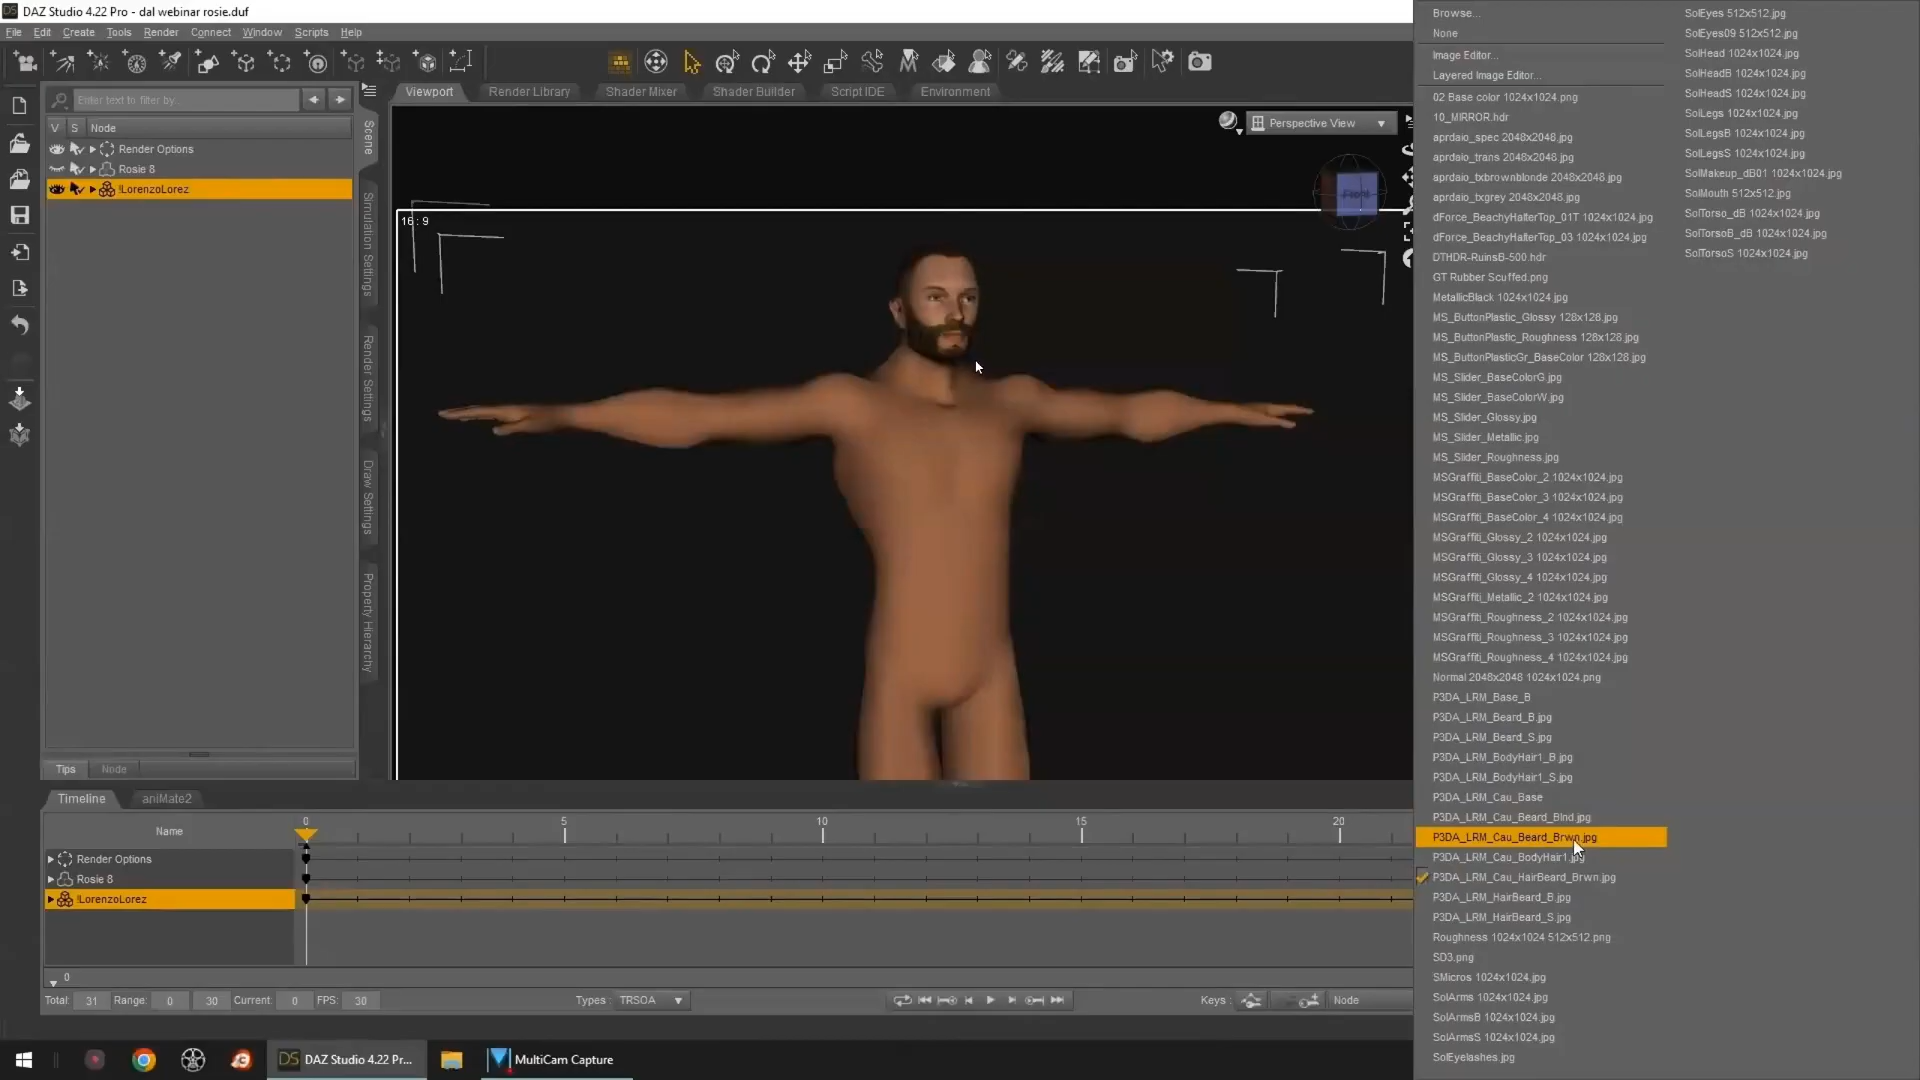 DAZ Studio 4.22 Pro - dal webinar rosie.duf
File Edit Create Tools Render Connect Window Scripts Help
Enter text to filter by...
V S Node
Render Options
Rosie 8
!LorenzoLorez
Tips Node
Scene
Simulation Settings
Render Settings
Draw Settings
Property Hierarchy
Viewport Render Library Shader Mixer Shader Builder Script IDE Environment
Perspective View
Front
16 : 9
Timeline aniMate2
Name
0 5 10 15 20
Render Options
Rosie 8
!LorenzoLorez
0
Total: 31 Range: 0 30 Current: 0 FPS: 30 Types : TRSOA Keys : Node
DS DAZ Studio 4.22 Pr... MultiCam Capture
Browse...
None
Image Editor...
Layered Image Editor...
02 Base color 1024x1024.png
10_MIRROR.hdr
aprdaio_spec 2048x2048.jpg
aprdaio_trans 2048x2048.jpg
aprdaio_txbrownblonde 2048x2048.jpg
aprdaio_txgrey 2048x2048.jpg
dForce_BeachyHalterTop_01T 1024x1024.jpg
dForce_BeachyHalterTop_03 1024x1024.jpg
DTHDR-RuinsB-500.hdr
GT Rubber Scuffed.png
MetallicBlack 1024x1024.jpg
MS_ButtonPlastic_Glossy 128x128.jpg
MS_ButtonPlastic_Roughness 128x128.jpg
MS_ButtonPlasticGr_BaseColor 128x128.jpg
MS_Slider_BaseColorG.jpg
MS_Slider_BaseColorW.jpg
MS_Slider_Glossy.jpg
MS_Slider_Metallic.jpg
MS_Slider_Roughness.jpg
MSGraffiti_BaseColor_2 1024x1024.jpg
MSGraffiti_BaseColor_3 1024x1024.jpg
MSGraffiti_BaseColor_4 1024x1024.jpg
MSGraffiti_Glossy_2 1024x1024.jpg
MSGraffiti_Glossy_3 1024x1024.jpg
MSGraffiti_Glossy_4 1024x1024.jpg
MSGraffiti_Metallic_2 1024x1024.jpg
MSGraffiti_Roughness_2 1024x1024.jpg
MSGraffiti_Roughness_3 1024x1024.jpg
MSGraffiti_Roughness_4 1024x1024.jpg
Normal 2048x2048 1024x1024.png
P3DA_LRM_Base_B
P3DA_LRM_Beard_B.jpg
P3DA_LRM_Beard_S.jpg
P3DA_LRM_BodyHair1_B.jpg
P3DA_LRM_BodyHair1_S.jpg
P3DA_LRM_Cau_Base
P3DA_LRM_Cau_Beard_Blnd.jpg
P3DA_LRM_Cau_Beard_Brwn.jpg
P3DA_LRM_Cau_BodyHair1.jpg
P3DA_LRM_Cau_HairBeard_Brwn.jpg
P3DA_LRM_HairBeard_B.jpg
P3DA_LRM_HairBeard_S.jpg
Roughness 1024x1024 512x512.png
SD3.png
SMicros 1024x1024.jpg
SolArms 1024x1024.jpg
SolArmsB 1024x1024.jpg
SolArmsS 1024x1024.jpg
SolEyelashes.jpg
SolEyes 512x512.jpg
SolEyes09 512x512.jpg
SolHead 1024x1024.jpg
SolHeadB 1024x1024.jpg
SolHeadS 1024x1024.jpg
SolLegs 1024x1024.jpg
SolLegsB 1024x1024.jpg
SolLegsS 1024x1024.jpg
SolMakeup_dB01 1024x1024.jpg
SolMouth 512x512.jpg
SolTorso_dB 1024x1024.jpg
SolTorsoB_dB 1024x1024.jpg
SolTorsoS 1024x1024.jpg